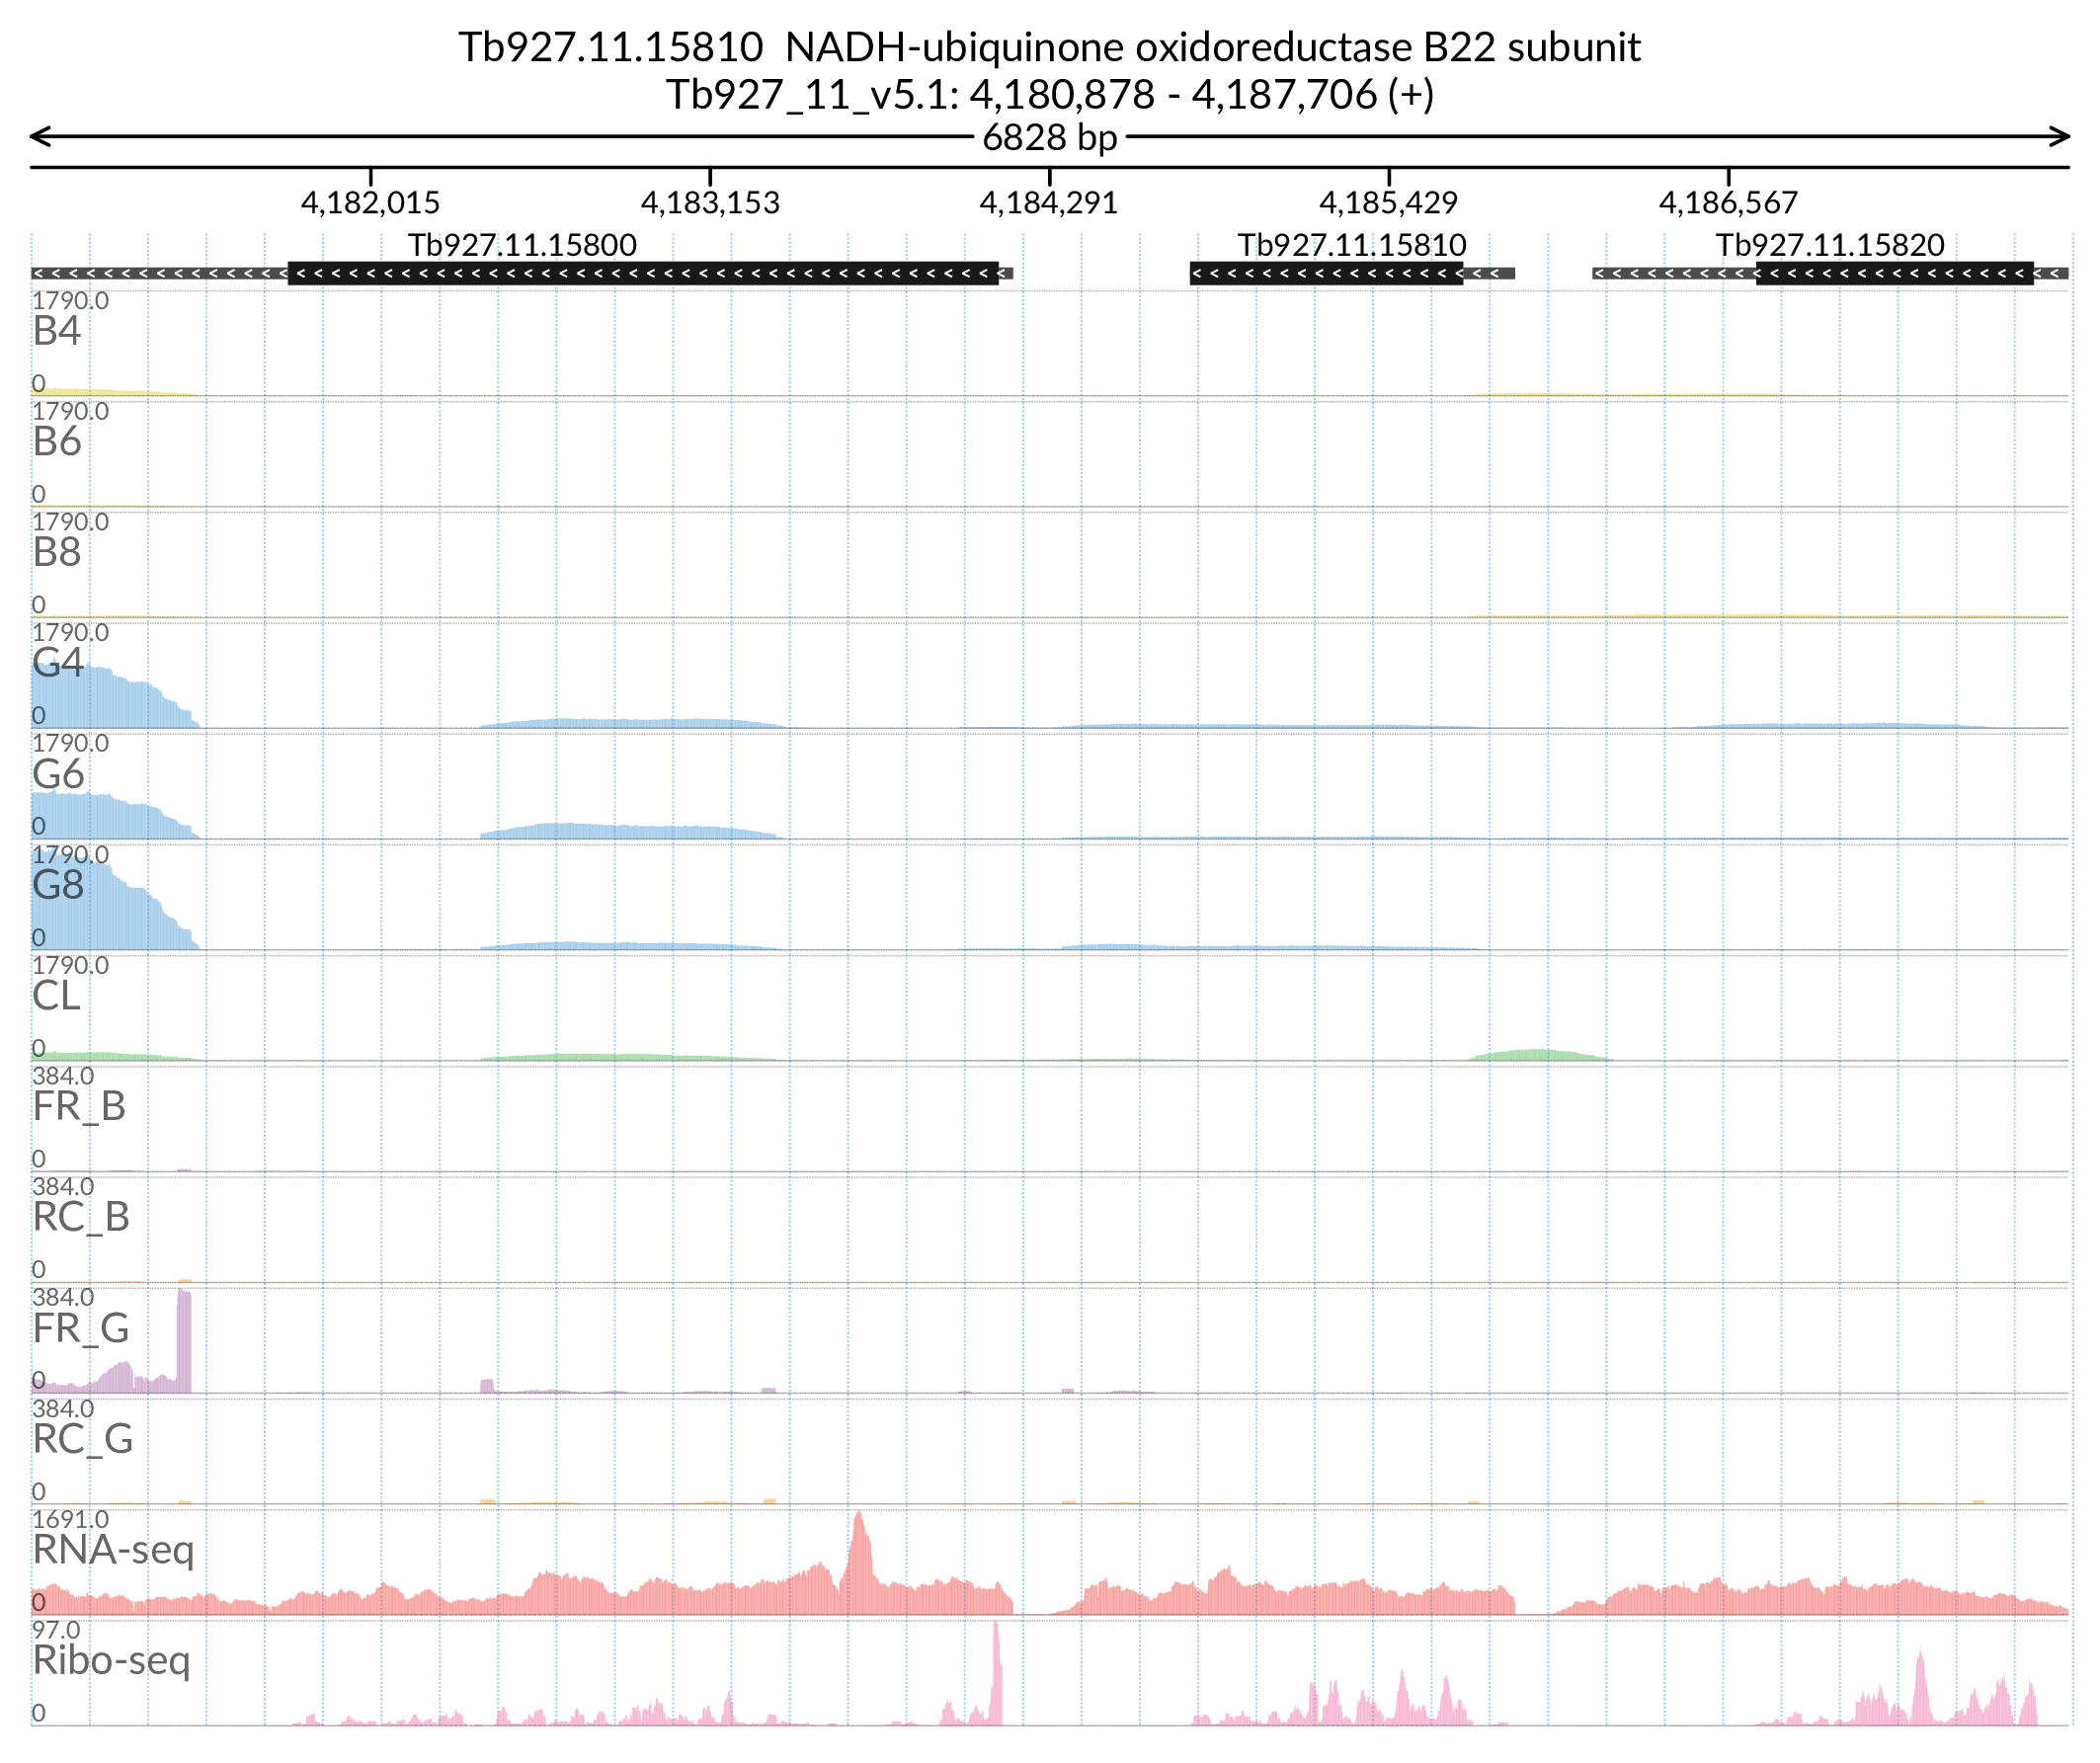 Tb927.11.15810  NADH-ubiquinone oxidoreductase B22 subunit
Tb927_11_v5.1: 4,180,878 - 4,187,706 (+)
6828 bp
4,182,015 4,183,153 4,184,291 4,185,429 4,186,567
Tb927.11.15800 Tb927.11.15810 Tb927.11.15820
1790.0
B4
0
1790.0
B6
0
1790.0
B8
0
1790.0
G4
0
1790.0
G6
0
1790.0
G8
0
1790.0
CL
0
384.0
FR_B
0
384.0
RC_B
0
384.0
FR_G
0
384.0
RC_G
0
1691.0
RNA-seq
0
97.0
Ribo-seq
0